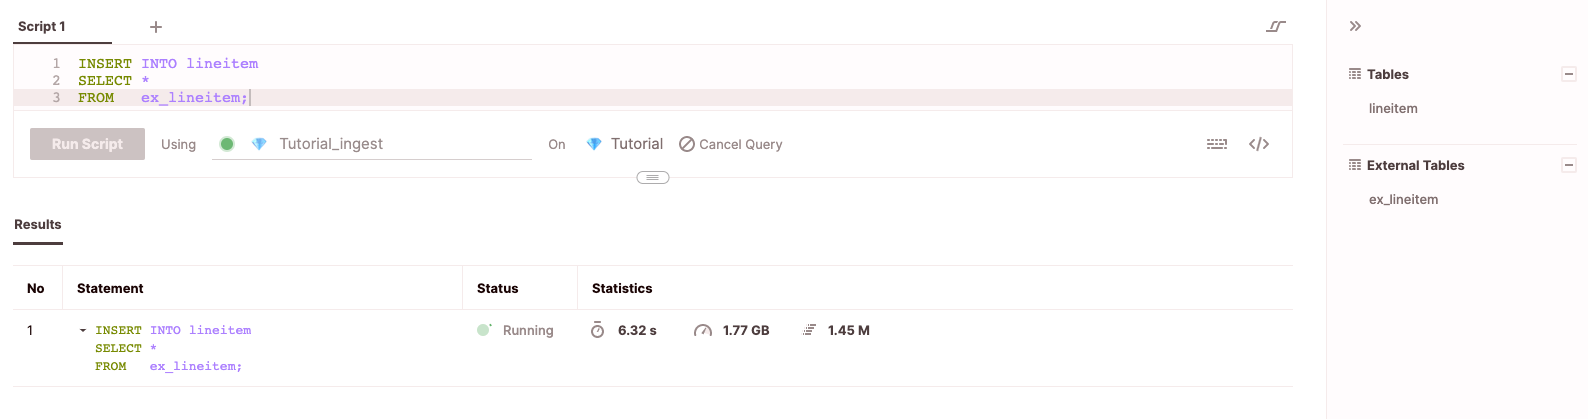 Script 1 +
1 INSERT INTO lineitem
2 SELECT *
3 FROM ex_lineitem;
Run Script Using Tutorial_ingest On Tutorial Cancel Query </>
Results
No Statement Status Statistics
1 INSERT INTO lineitem Running 6.32 s 1.77 GB 1.45 M
SELECT *
FROM ex_lineitem;
Tables
lineitem
External Tables
ex_lineitem